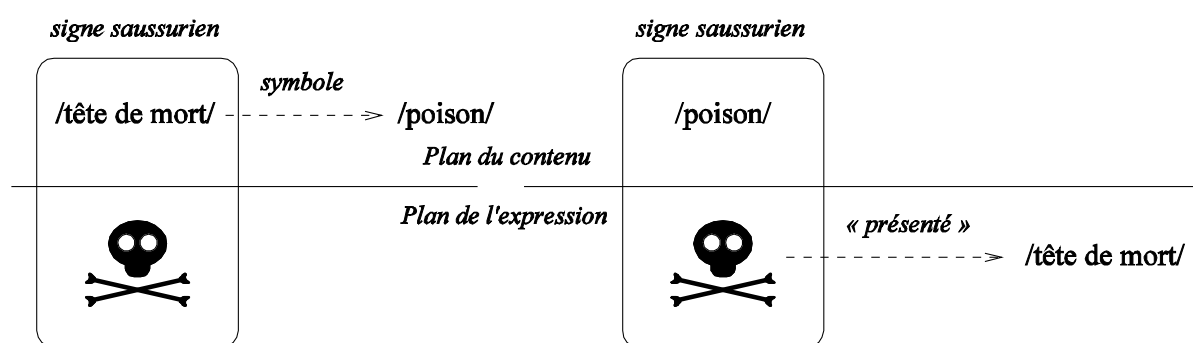 signe saussurien
signe saussurien
symbole
/tête de mort/
/poison/
/poison/
Plan du contenu
Plan de l'expression
« présenté »
/tête de mort/